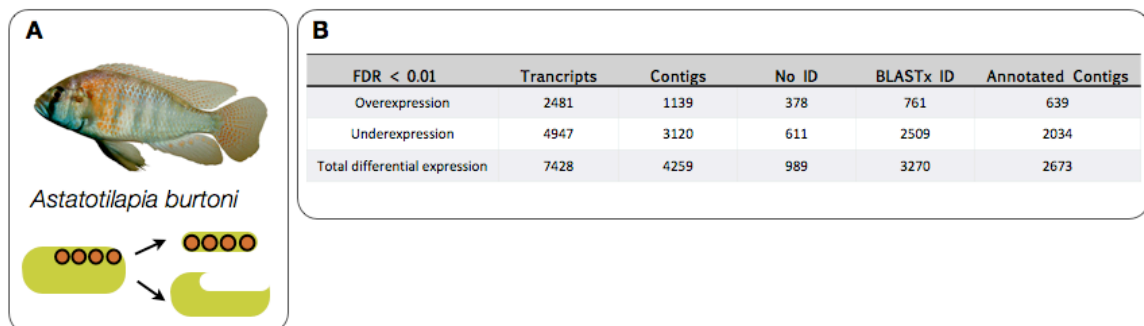 A
Astatotilapia burtoni
B
FDR < 0.01 Trancripts Contigs No ID BLASTx ID Annotated Contigs
Overexpression 2481 1139 378 761 639
Underexpression 4947 3120 611 2509 2034
Total differential expression 7428 4259 989 3270 2673